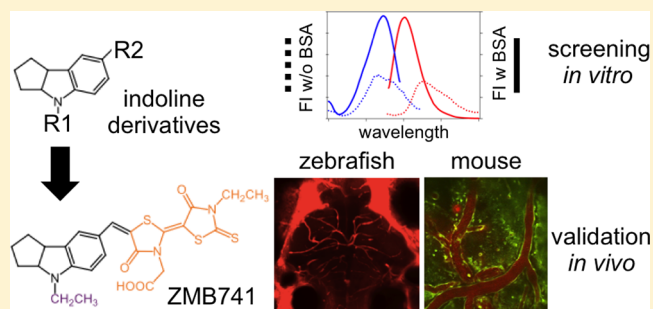 R2
N
R1
indoline
derivatives
FI w/o BSA
FI w BSA
wavelength
screening
in vitro
zebrafish
mouse
O
N
CH₂CH₃
S
S
S
O
N
N
CH₂CH₃
HOOC
ZMB741
validation
in vivo